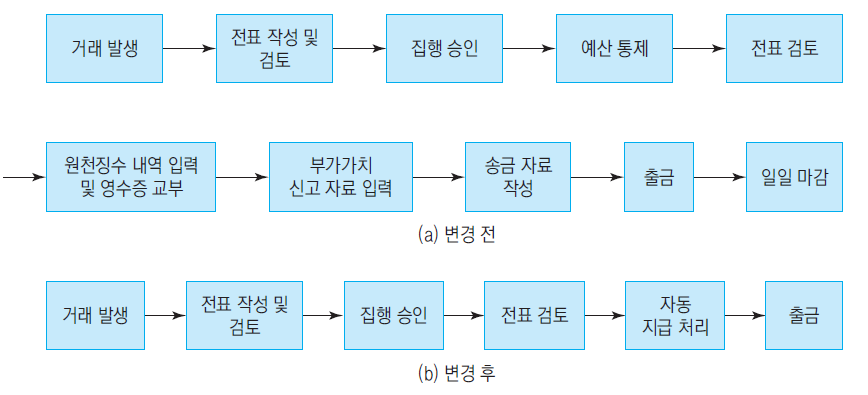 거래 발생
전표 작성 및
검토
집행 승인
예산 통제
전표 검토
원천징수 내역 입력
및 영수증 교부
부가가치
신고 자료 입력
송금 자료
작성
출금
일일 마감
(a) 변경 전
거래 발생
전표 작성 및
검토
집행 승인
전표 검토
자동
지급 처리
출금
(b) 변경 후